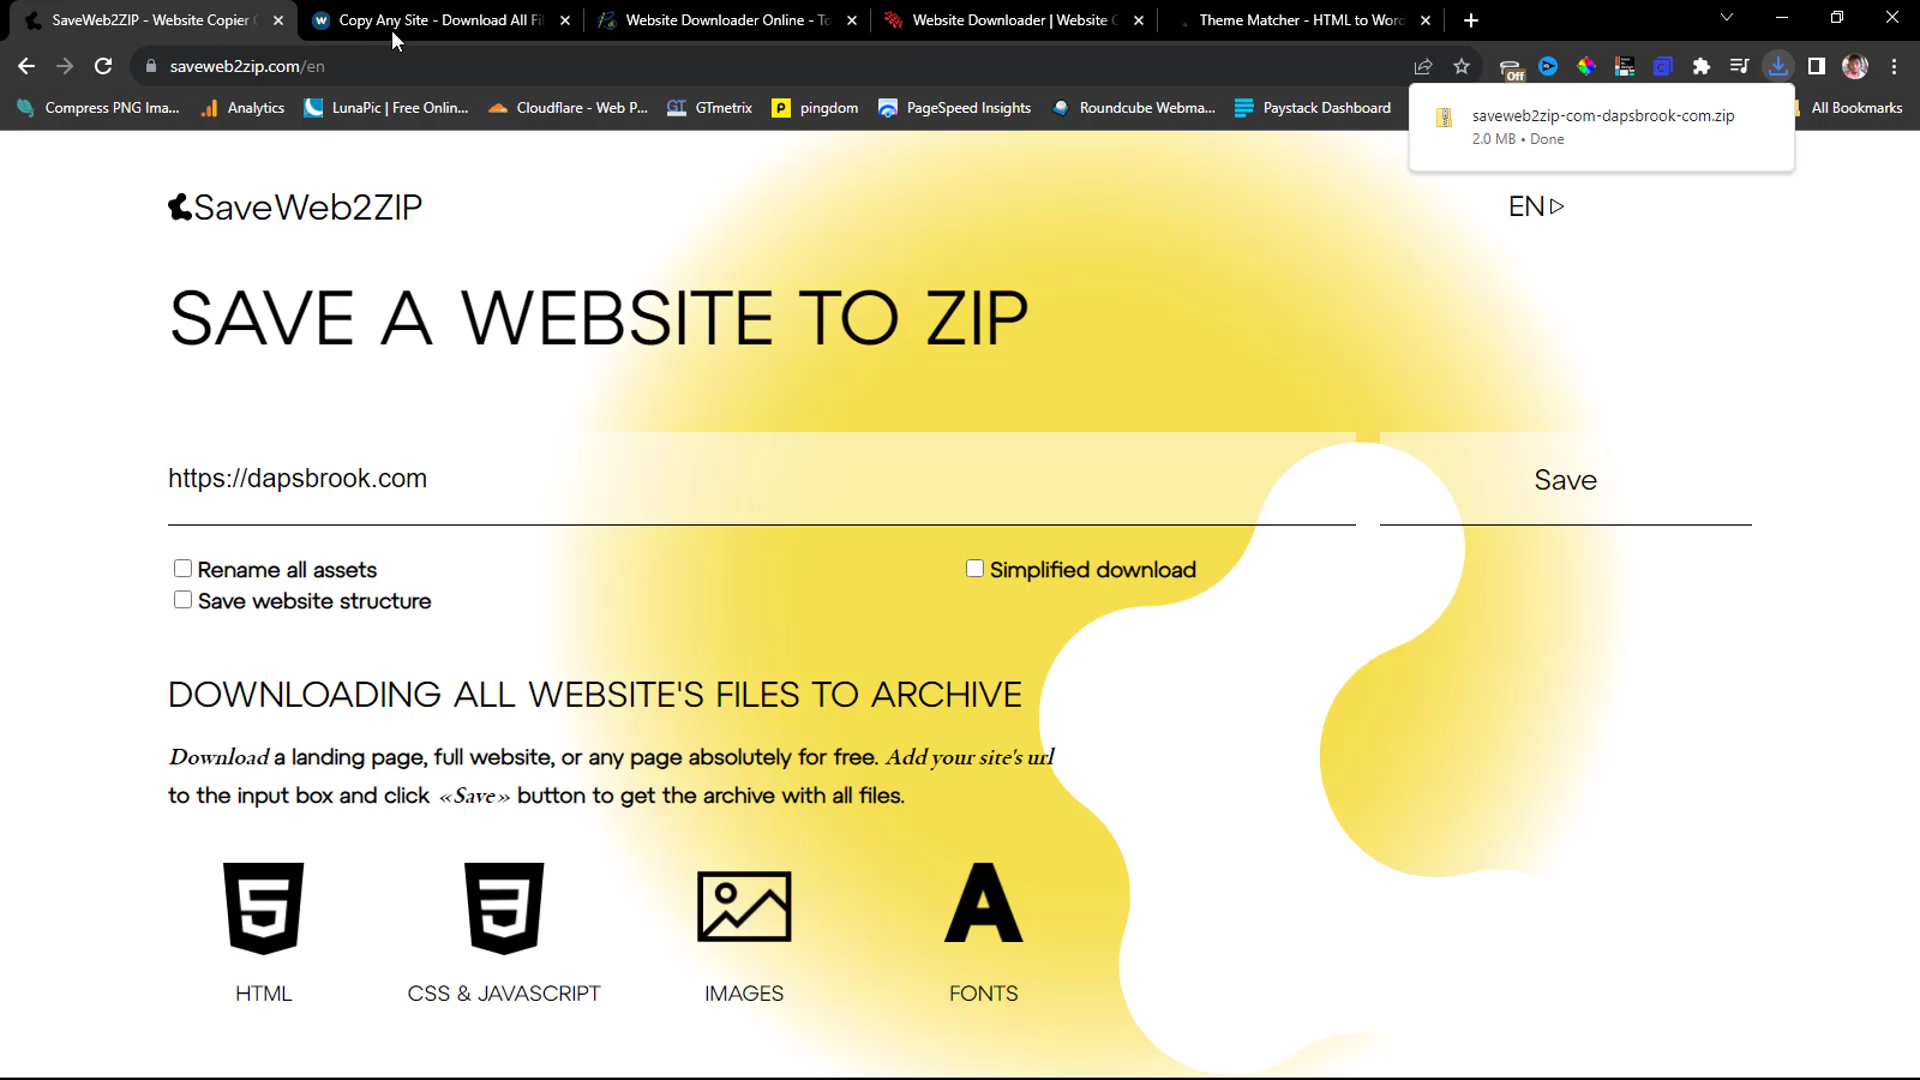 SaveWeb2ZIP - Website Copier
Copy Any Site - Download All Fil
Website Downloader Online - To
Website Downloader | Website
Theme Matcher - HTML to Word
saveweb2zip.com/en
Off
Compress PNG Ima...
Analytics
LunaPic | Free Onlin...
Cloudflare - Web P...
GT
GTmetrix
pingdom
PageSpeed Insights
Roundcube Webma...
Paystack Dashboard
All Bookmarks
saveweb2zip-com-dapsbrook-com.zip
2.0 MB • Done
SaveWeb2ZIP
EN
SAVE A WEBSITE TO ZIP
https://dapsbrook.com
Save
Rename all assets
Simplified download
Save website structure
DOWNLOADING ALL WEBSITE'S FILES TO ARCHIVE
Download a landing page, full website, or any page absolutely for free. Add your site's url
to the input box and click «Save» button to get the archive with all files.
HTML
CSS & JAVASCRIPT
IMAGES
FONTS